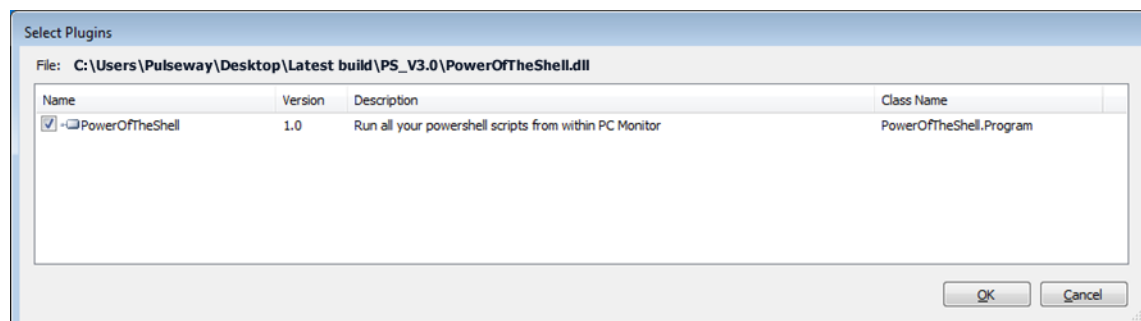 Select Plugins
File: C:\Users\Pulseway\Desktop\Latest build\PS_V3.0\PowerOfTheShell.dll
Name Version Description Class Name
PowerOfTheShell 1.0 Run all your powershell scripts from within PC Monitor PowerOfTheShell.Program
OK Cancel